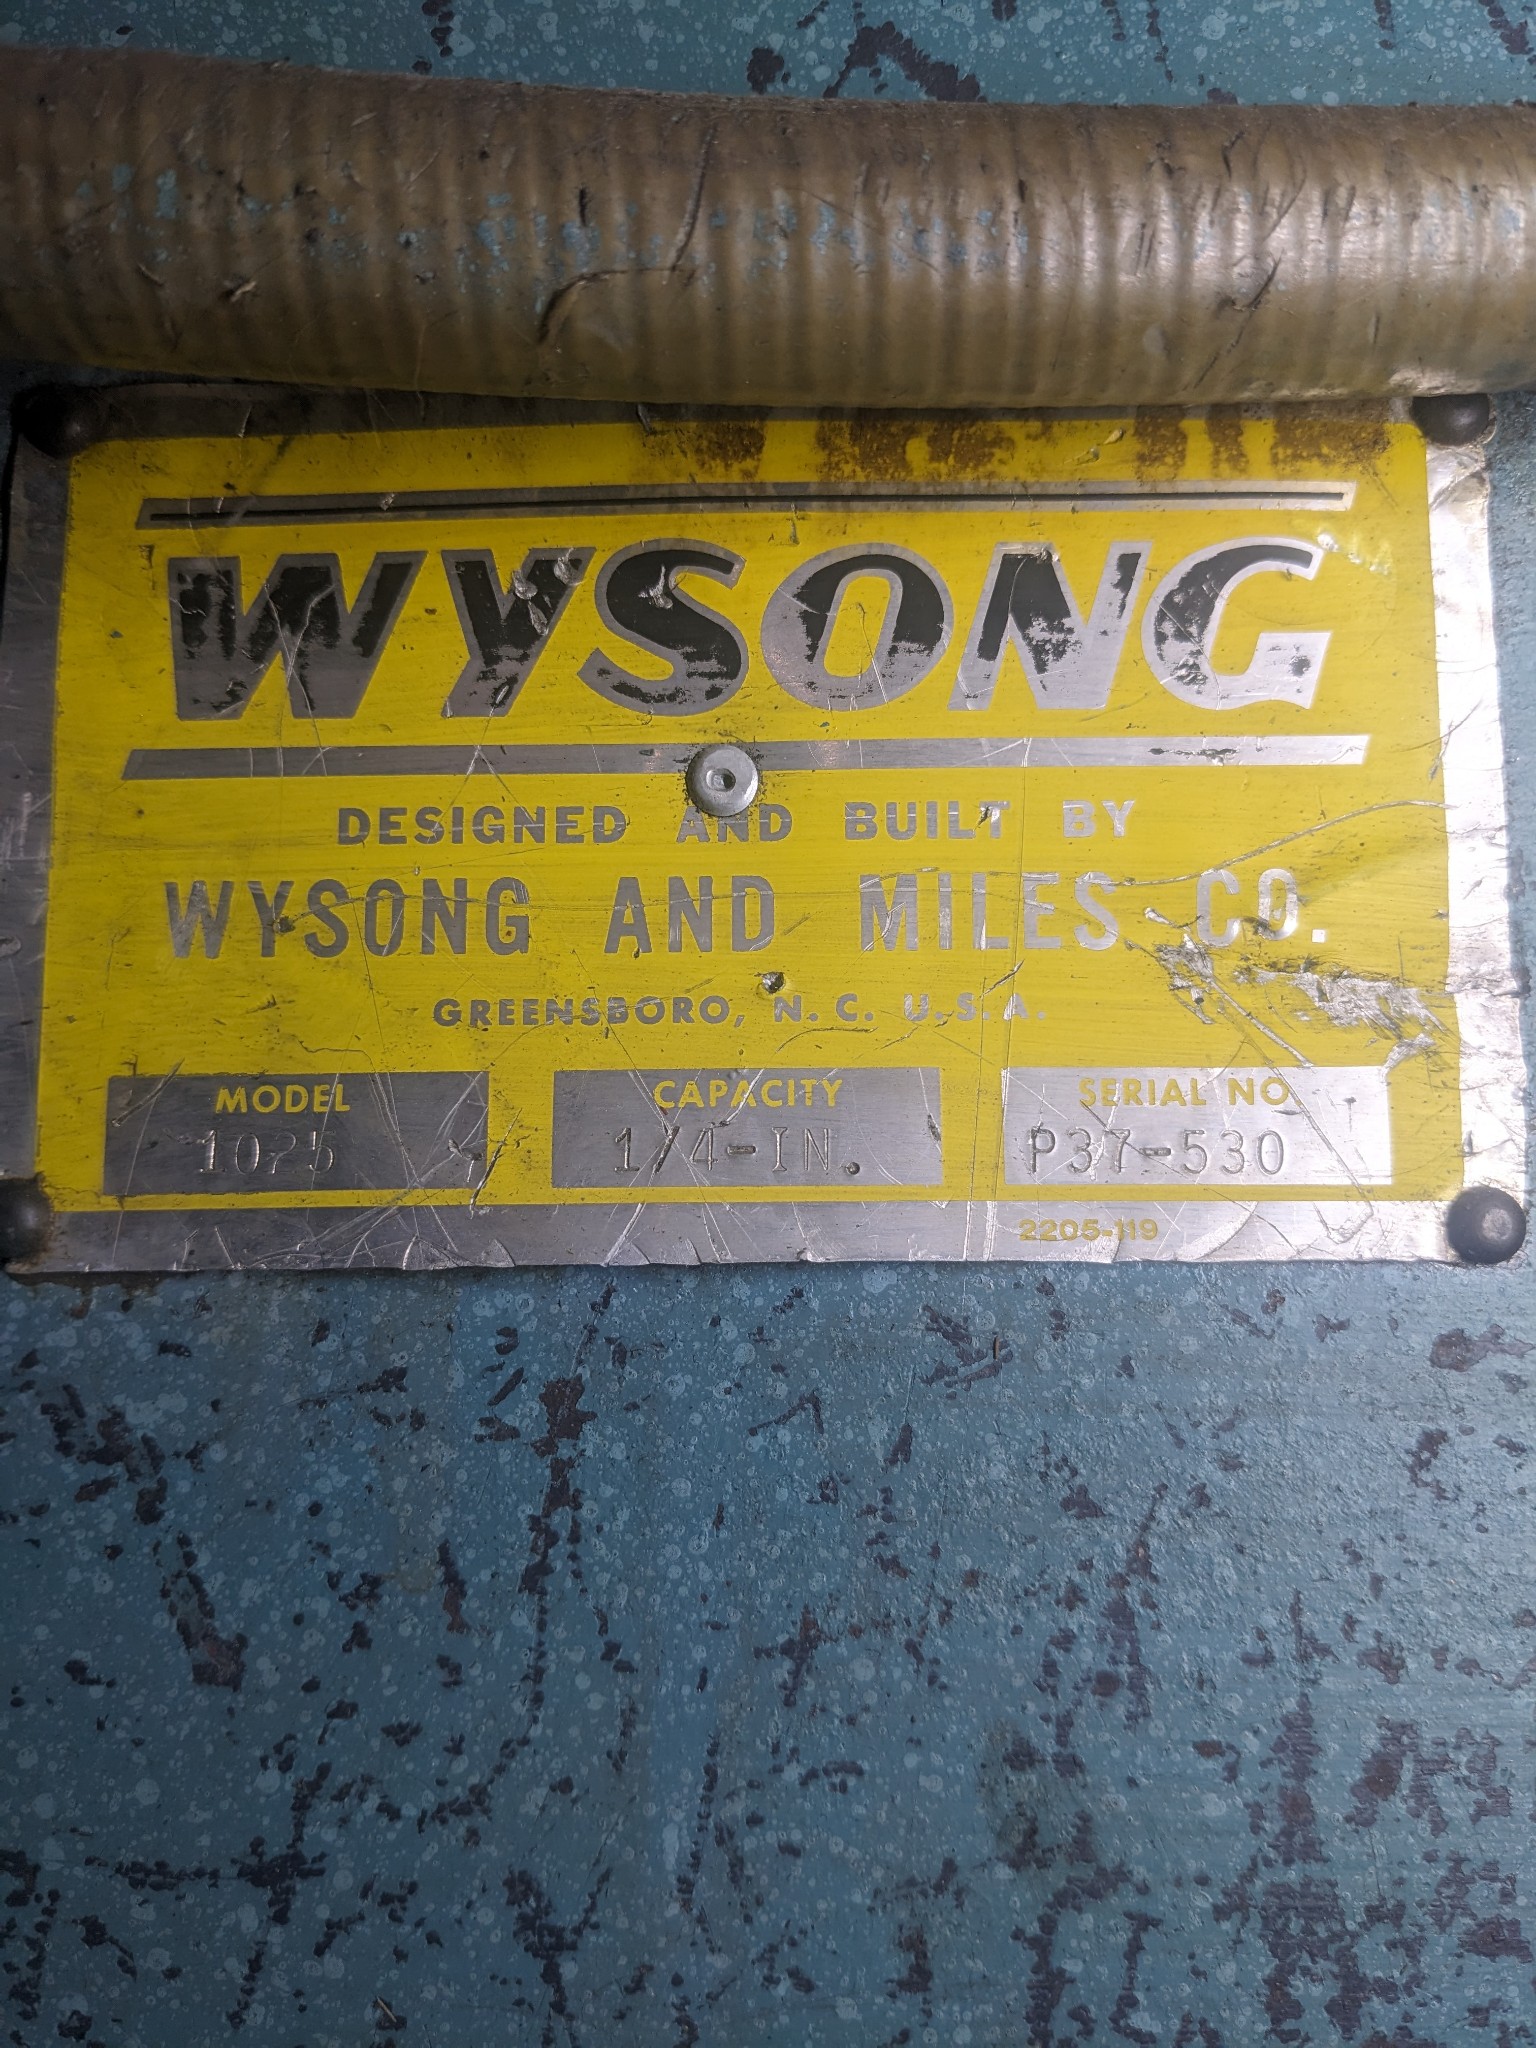 WYSONG
DESIGNED AND BUILT BY
WYSONG AND MILES CO.
GREENSBORO, N. C. U.S.A.
MODEL CAPACITY SERIAL NO.
1025 1/4-IN. P37-530
2205-119